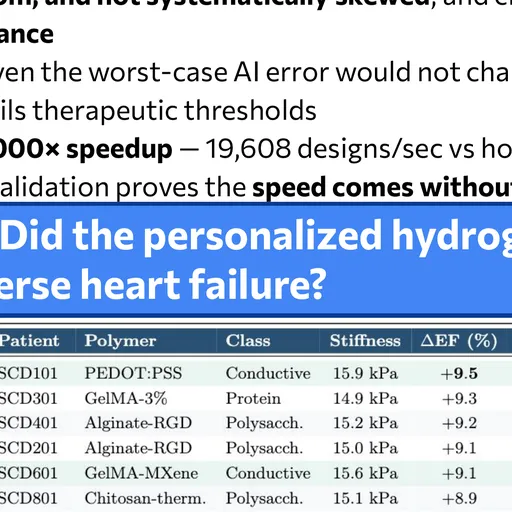 and not systematically skewed, and
ance
ven the worst-case AI error would not cha
ils therapeutic thresholds
000× speedup — 19,608 designs/sec vs ho
alidation proves the speed comes without
Did the personalized hydrog
erse heart failure?
Patient Polymer Class Stiffness ΔEF (%)
SCD101 PEDOT:PSS Conductive 15.9 kPa +9.5
SCD301 GelMA-3% Protein 14.9 kPa +9.3
SCD401 Alginate-RGD Polysacch. 15.2 kPa +9.2
SCD201 Alginate-RGD Polysacch. 15.0 kPa +9.1
SCD601 GelMA-MXene Conductive 15.6 kPa +9.1
SCD801 Chitosan-therm. Polysacch. 15.1 kPa +8.9